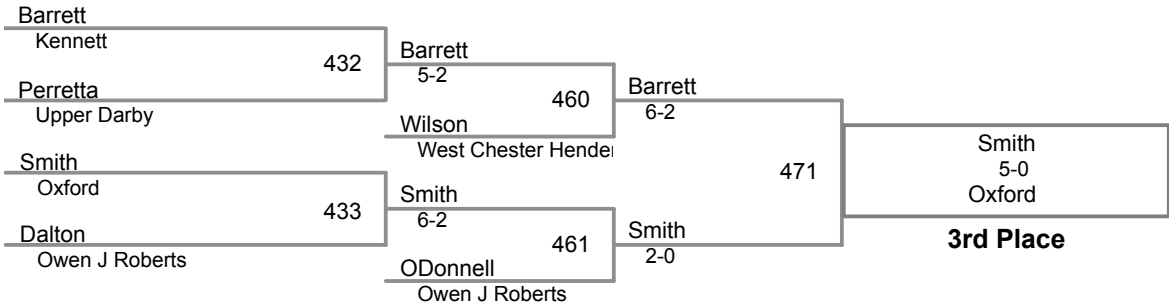 Barrett
Kennett
432
Perretta
Upper Darby
Smith
Oxford
433
Dalton
Owen J Roberts
Barrett
5-2
460
Wilson
West Chester Hender
Smith
6-2
461
ODonnell
Owen J Roberts
Barrett
6-2
471
Smith
2-0
Smith
5-0
Oxford
3rd Place